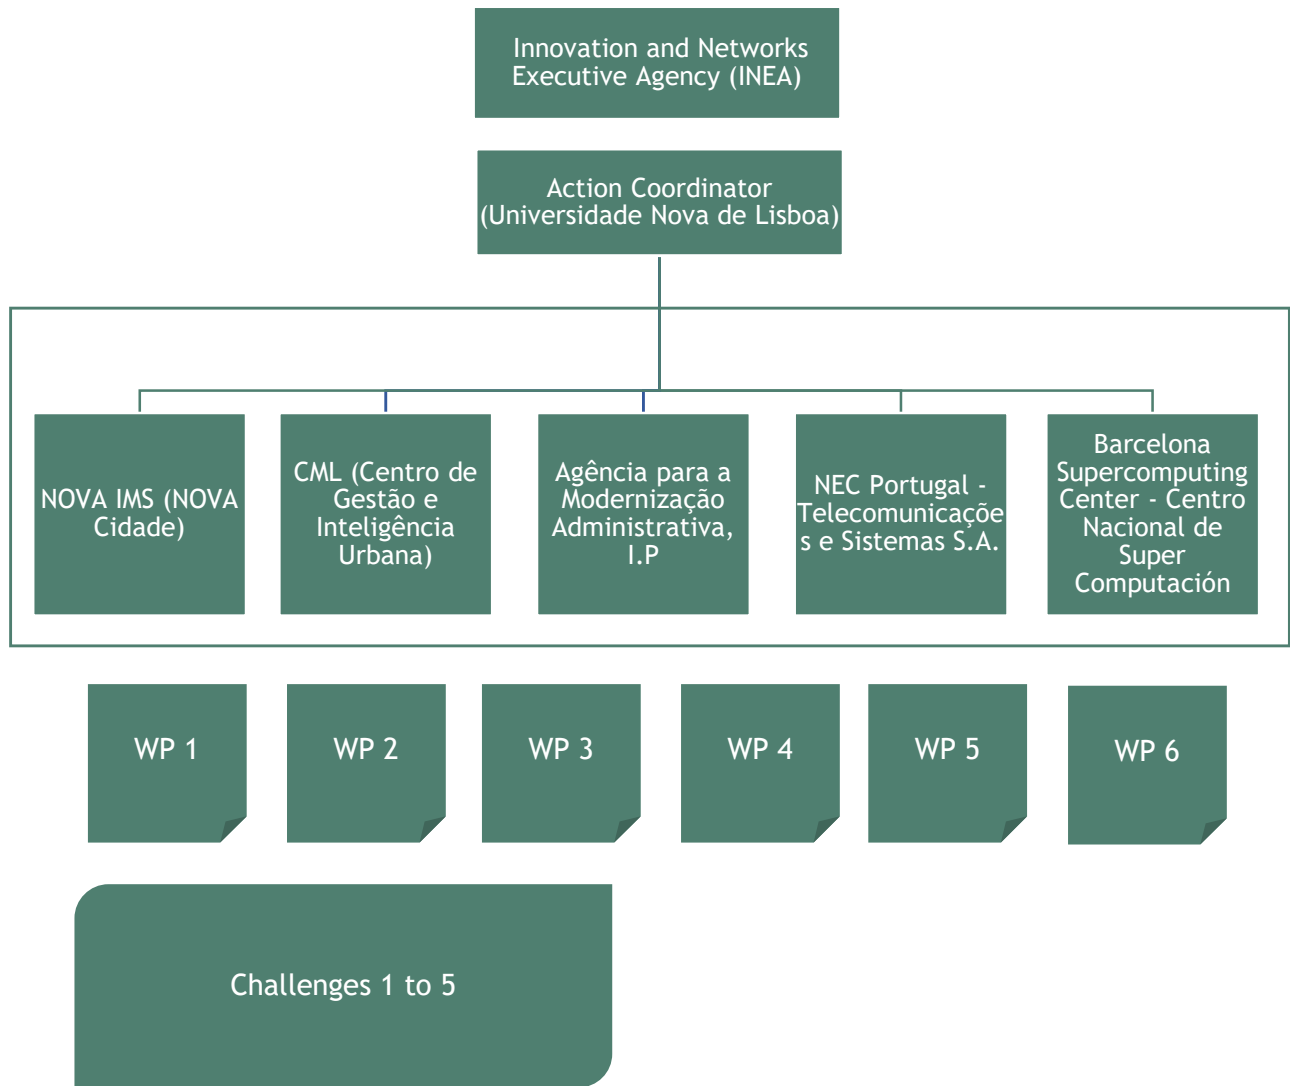 Innovation and Networks
Executive Agency (INEA)
Action Coordinator
(Universidade Nova de Lisboa)
NOVA IMS (NOVA
Cidade)
CML (Centro de
Gestão e
Inteligência
Urbana)
Agência para a
Modernização
Administrativa,
I.P
NEC Portugal -
Telecomunicaçõe
s e Sistemas S.A.
Barcelona
Supercomputing
Center - Centro
Nacional de
Super
Computación
WP 1
WP 2
WP 3
WP 4
WP 5
WP 6
Challenges 1 to 5